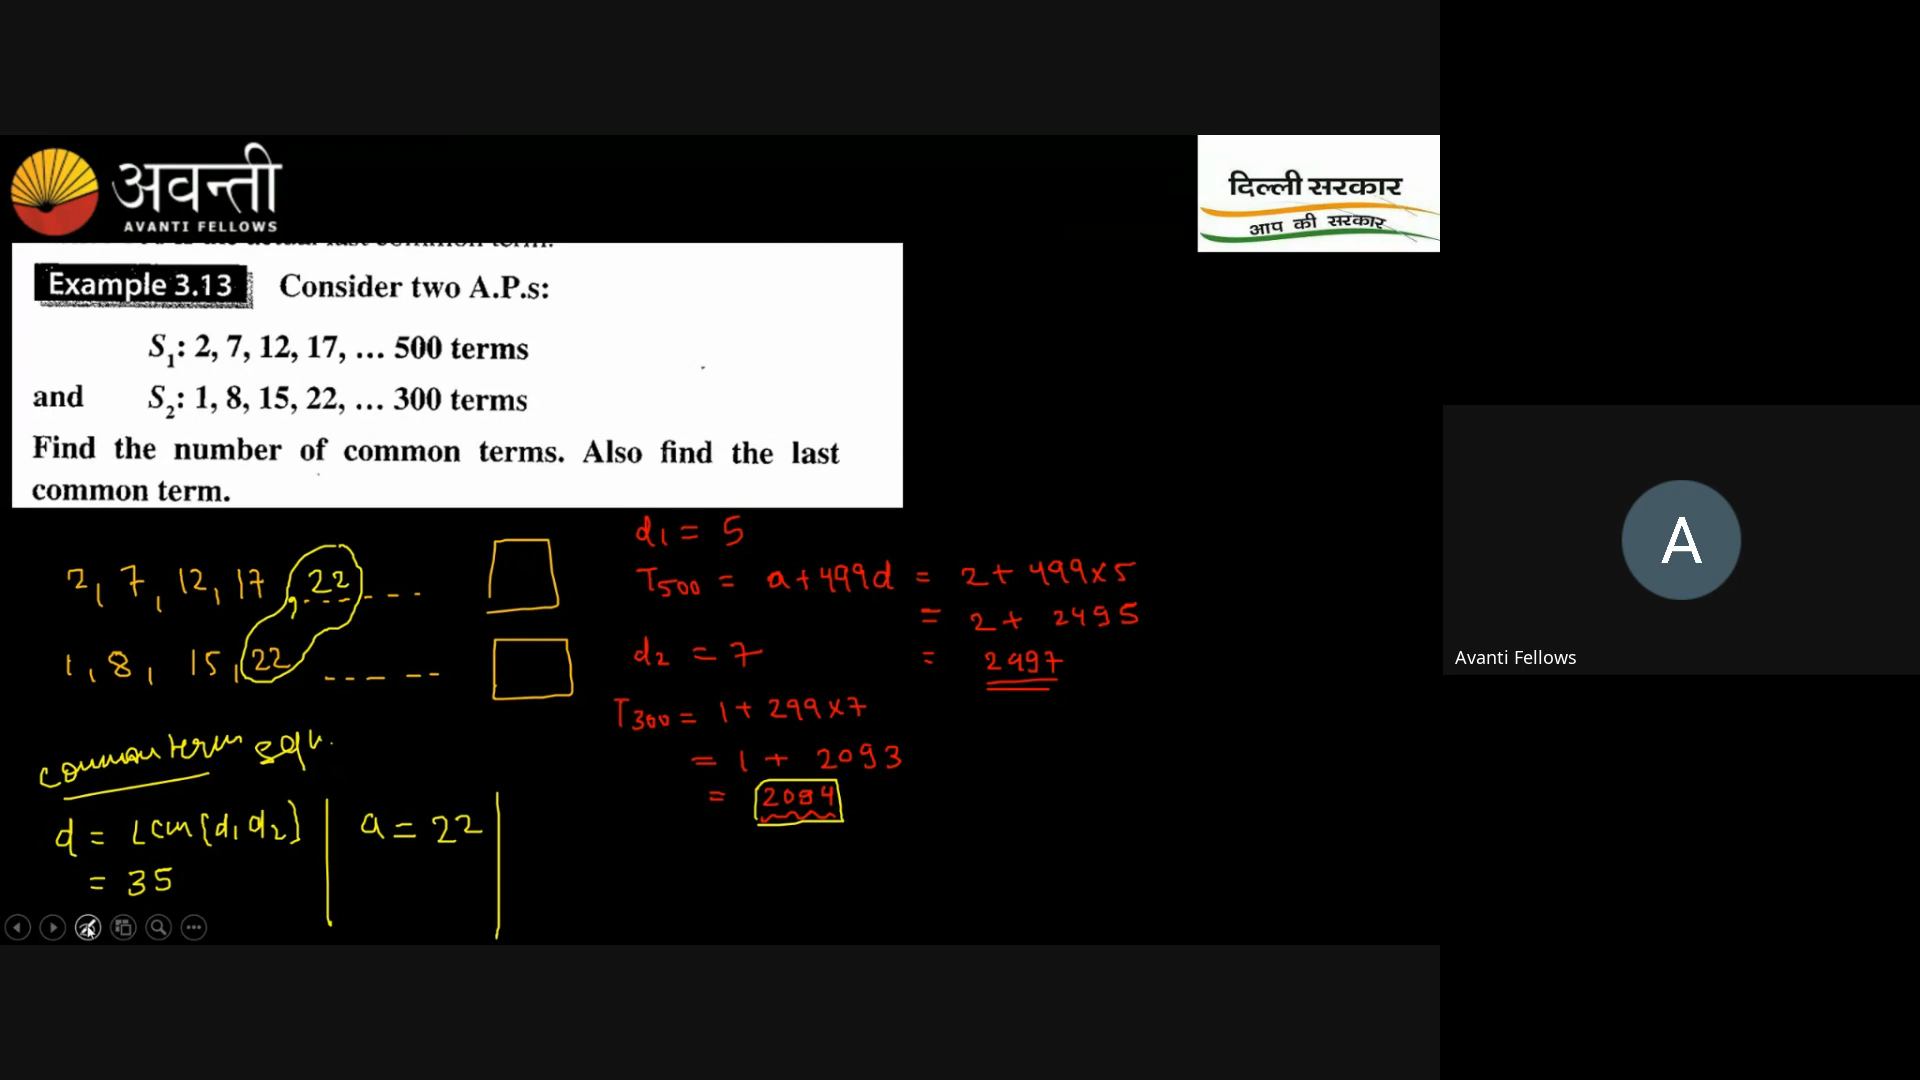 अवन्ती
AVANTI FELLOWS
दिल्ली सरकार
आप की सरकार
Example 3.13 Consider two A.P.s:
S₁: 2, 7, 12, 17, ... 500 terms
and S₂: 1, 8, 15, 22, ... 300 terms
Find the number of common terms. Also find the last
common term.
2, 7, 12, 17, 22 ------
1, 8, 15, 22 --- --
common term sqn.
d = LCM(d₁ d₂)
= 35
a = 22
d₁ = 5
T₅₀₀ = a + 499d = 2 + 499×5
= 2 + 2495
= 2497
d₂ = 7
T₃₀₀ = 1 + 299×7
= 1 + 2093
= 2094
A
Avanti Fellows